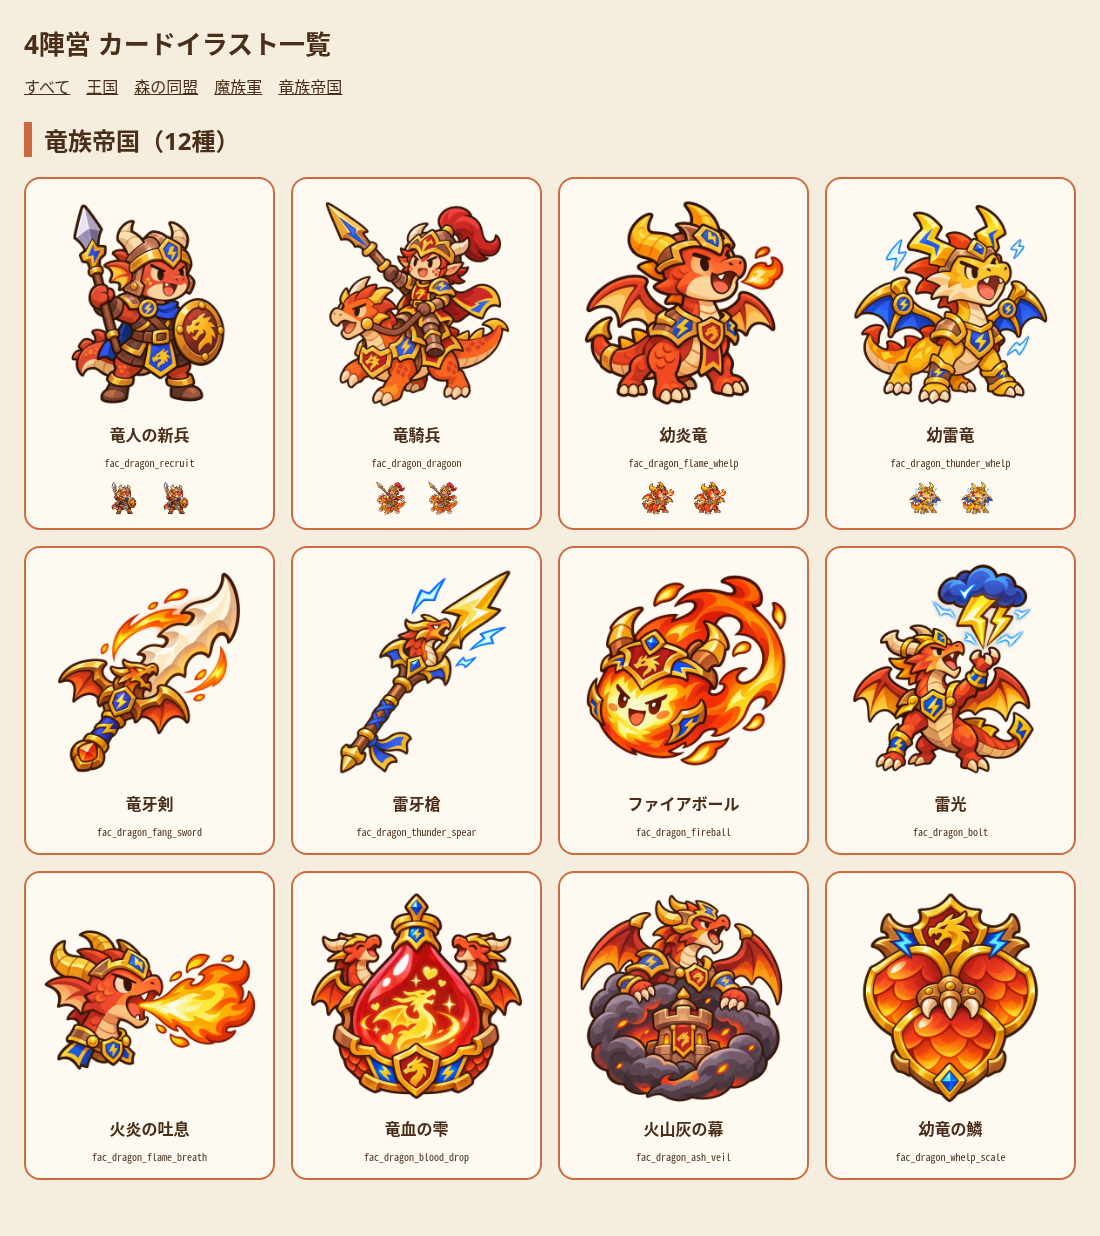 4陣営 カードイラスト一覧
すべて 王国 森の同盟 魔族軍 竜族帝国
竜族帝国（12種）
竜人の新兵
fac_dragon_recruit
竜騎兵
fac_dragon_dragoon
幼炎竜
fac_dragon_flame_whelp
幼雷竜
fac_dragon_thunder_whelp
竜牙剣
fac_dragon_fang_sword
雷牙槍
fac_dragon_thunder_spear
ファイアボール
fac_dragon_fireball
雷光
fac_dragon_bolt
火炎の吐息
fac_dragon_flame_breath
竜血の雫
fac_dragon_blood_drop
火山灰の幕
fac_dragon_ash_veil
幼竜の鱗
fac_dragon_whelp_scale